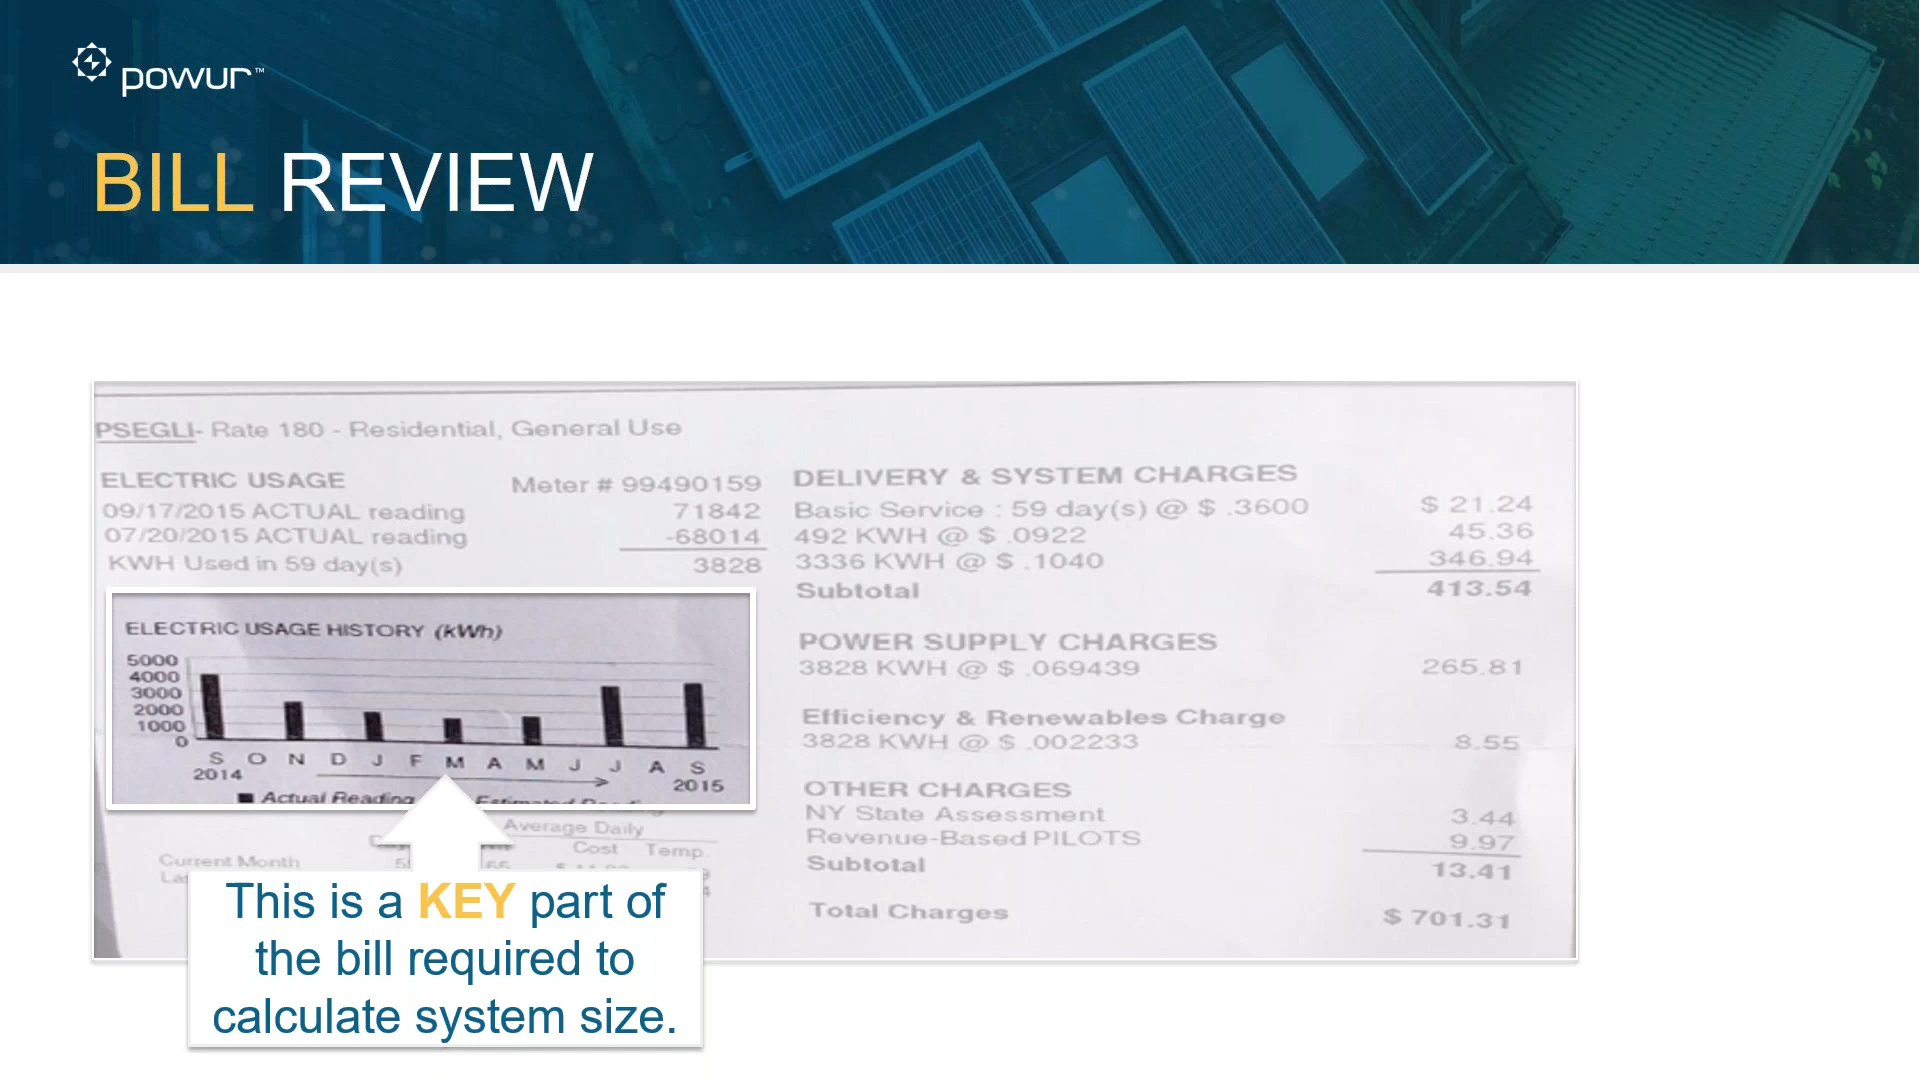 powur™
BILL REVIEW
PSEGLI- Rate 180 - Residential, General Use
ELECTRIC USAGE Meter # 99490159
09/17/2015 ACTUAL reading 71842
07/20/2015 ACTUAL reading -68014
KWH Used in 59 day(s) 3828
ELECTRIC USAGE HISTORY (kWh)
5000
4000
3000
2000
1000
0
S O N D J F M A M J J A S
2014 2015
Actual Reading
Average Daily
Cost Temp.
Current Month
This is a KEY part of
the bill required to
calculate system size.
DELIVERY & SYSTEM CHARGES
Basic Service : 59 day(s) @ $ .3600 $ 21.24
492 KWH @ $ .0922 45.36
3336 KWH @ $ .1040 346.94
Subtotal 413.54
POWER SUPPLY CHARGES
3828 KWH @ $ .069439 265.81
Efficiency & Renewables Charge
3828 KWH @ $ .002233 8.55
OTHER CHARGES
NY State Assessment 3.44
Revenue-Based PILOTS 9.97
Subtotal 13.41
Total Charges $ 701.31